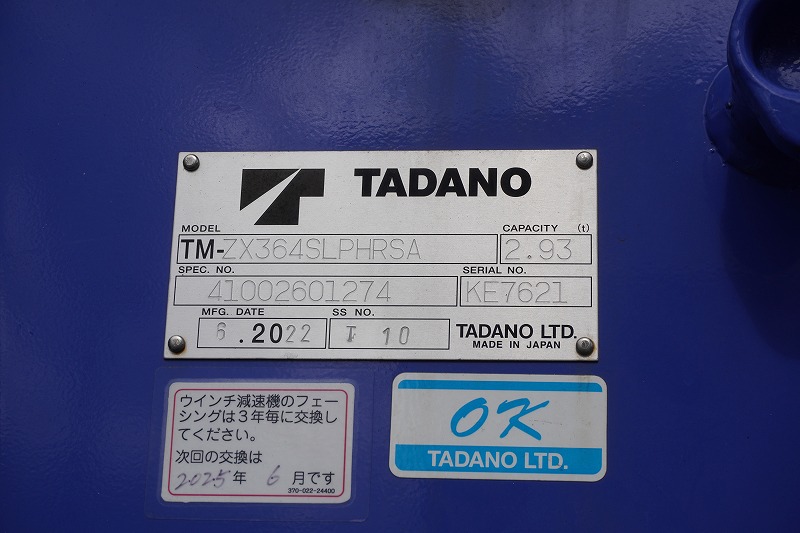 TADANO
MODEL
CAPACITY (t)
TM-ZX364SLPHRSA
2.93
SPEC. NO.
SERIAL NO.
41002601274
KE7621
MFG. DATE
SS NO.
6.2022
I 10
TADANO LTD.
MADE IN JAPAN
ウインチ減速機のフェー
シングは3年毎に交換し
てください。
次回の交換は
2025年 6月です
370-022-24400
OK
TADANO LTD.